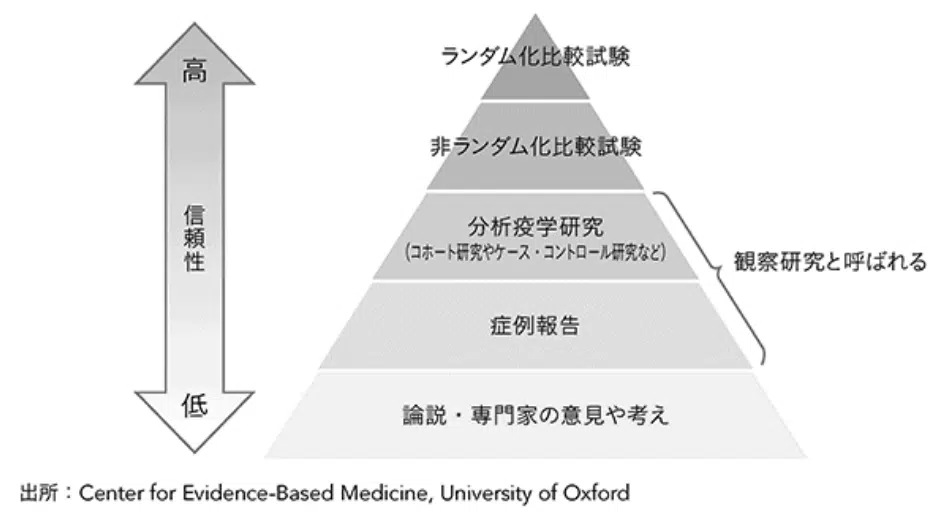 高
信頼性
低
ランダム化比較試験
非ランダム化比較試験
分析疫学研究
(コホート研究やケース・コントロール研究など)
症例報告
論説・専門家の意見や考え
観察研究と呼ばれる
出所:Center for Evidence-Based Medicine, University of Oxford